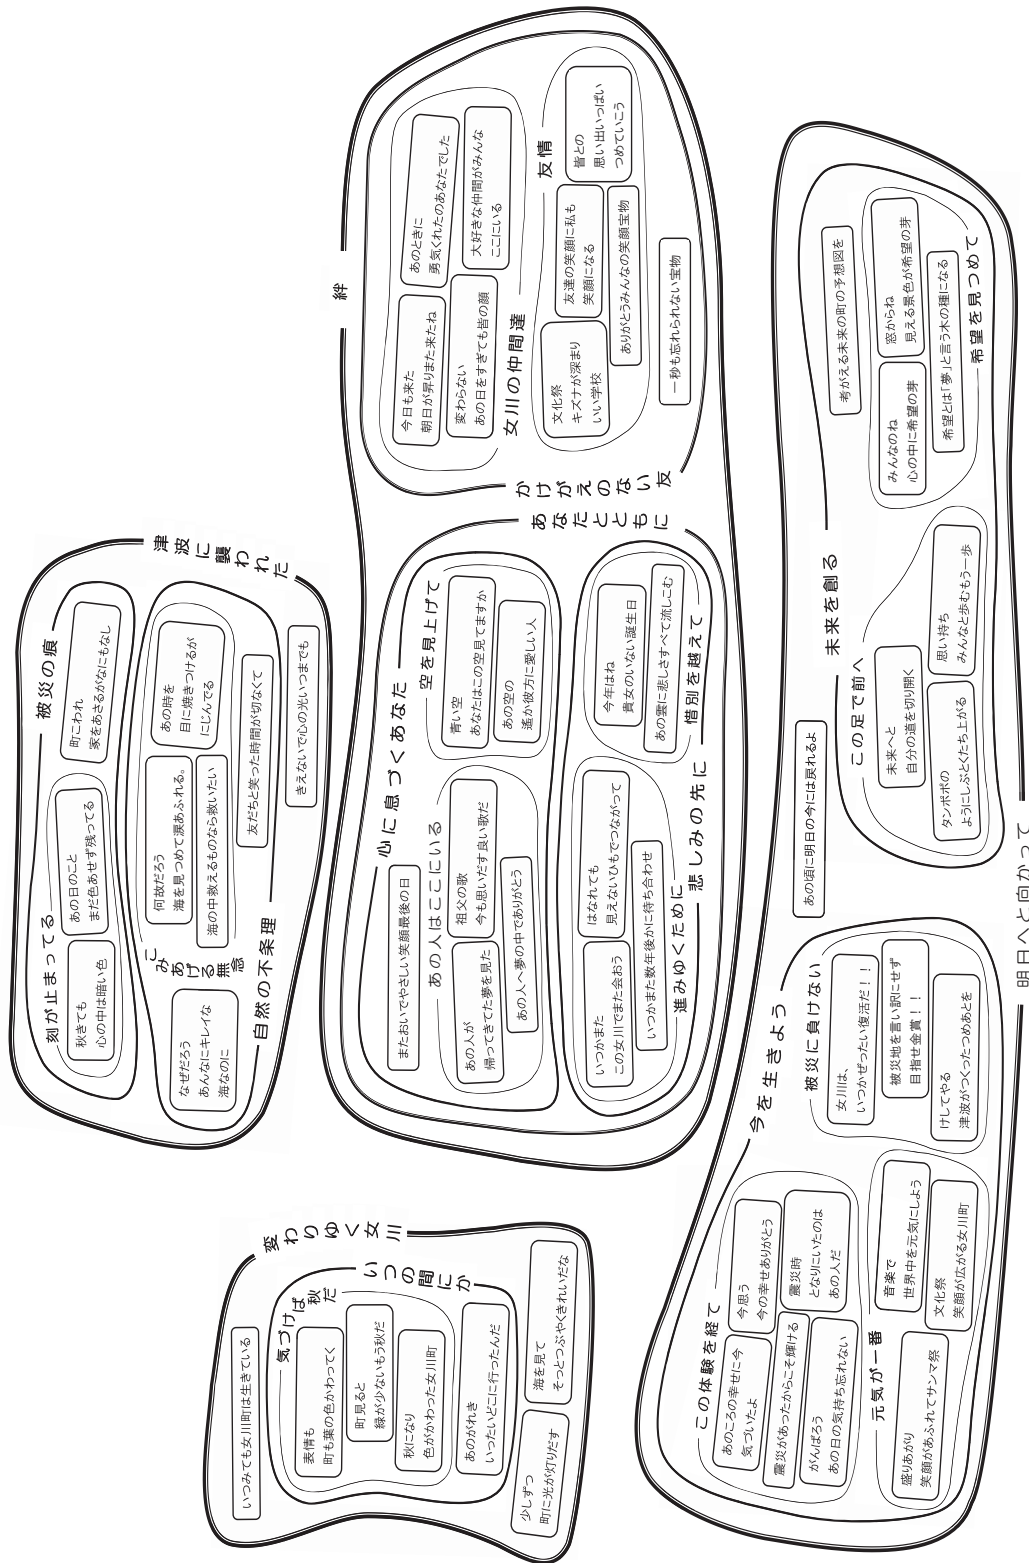 変わりゆく女川
いつみても女川町は生きている
いつの間にか
気づけば秋だ
表情も
町も葉の色かわってく
町見ると
緑が少ないもう秋だ
秋になり
色がかわった女川町
あのがれき
いったいどこに行ったんだ
少しずつ
町に光が灯りだす
海を見て
そっとつぶやくきれいだな
津波に襲われた
被災の痕
刻が止まってる
秋きても
心の中は暗い色
あの日のこと
まだ色あせず残ってる
町こわれ
家をあさるがなにもなし
自然の不条理
なぜだろう
あんなにキレイな
海なのに
こみあげる無念
何故だろう
海を見つめて涙あふれる。
海の中救えるものなら救いたい
あの時を
目に焼きつけるが
にじんでる
友だちと笑った時間が切なくて
きえないで心の光いつまでも
絆
あなたとともに
心に息づくあなた
またおいでやさしい笑顔最後の日
あの人はここにいる
あの人が
帰ってきてた夢を見た
祖父の歌
今も思いだす良い歌だ
あの人へ夢の中でありがとう
空を見上げて
青い空
あなたはこの空見てますか
あの空の
遙か彼方に愛しい人
悲しみの先に
進みゆくために
いつかまた
この女川でまた会おう
はなれても
見えないひもでつながって
いつかまた数年後かに待ち合わせ
惜別を越えて
今年はね
貴女のいない誕生日
あの雲に悲しさすべて流しこむ
かけがえのない友
女川の仲間達
今日も来た
朝日が昇りまた来たね
あのときに
勇気くれたのあなたでした
変わらない
あの日をすぎても皆の顔
大好きな仲間がみんな
ここにいる
友情
文化祭
キズナが深まり
いい学校
友達の笑顔に私も
笑顔になる
皆との
思い出いっぱい
つめていこう
ありがとうみんなの笑顔宝物
一秒も忘れられない宝物
明日へと向かって
今を生きよう
この体験を経て
あのころの幸せに今
気づいたよ
今思う
今の幸せありがとう
震災があったからこそ輝ける
震災時
となりにいたのは
あの人だ
がんばろう
あの日の気持ち忘れない
元気が一番
盛りあがり
笑顔があふれてサンマ祭
音楽で
世界中を元気にしよう
文化祭
笑顔が広がる女川町
被災に負けない
女川は、
いつかぜったい復活だ！！
被災地を言い訳にせず
目指せ金賞！！
けしてやる
津波がつくったつめあとを
あの頃に明日の今には戻れるよ
未来を創る
この足で前へ
未来へと
自分の道を切り開く
タンポポの
ようにしぶとくたち上がる
思い持ち
みんなと歩むもう一歩
考がえる未来の町の予想図を
希望を見つめて
みんなのね
心の中に希望の芽
窓からね
見える景色が希望の芽
希望とは「夢」と言う木の種になる